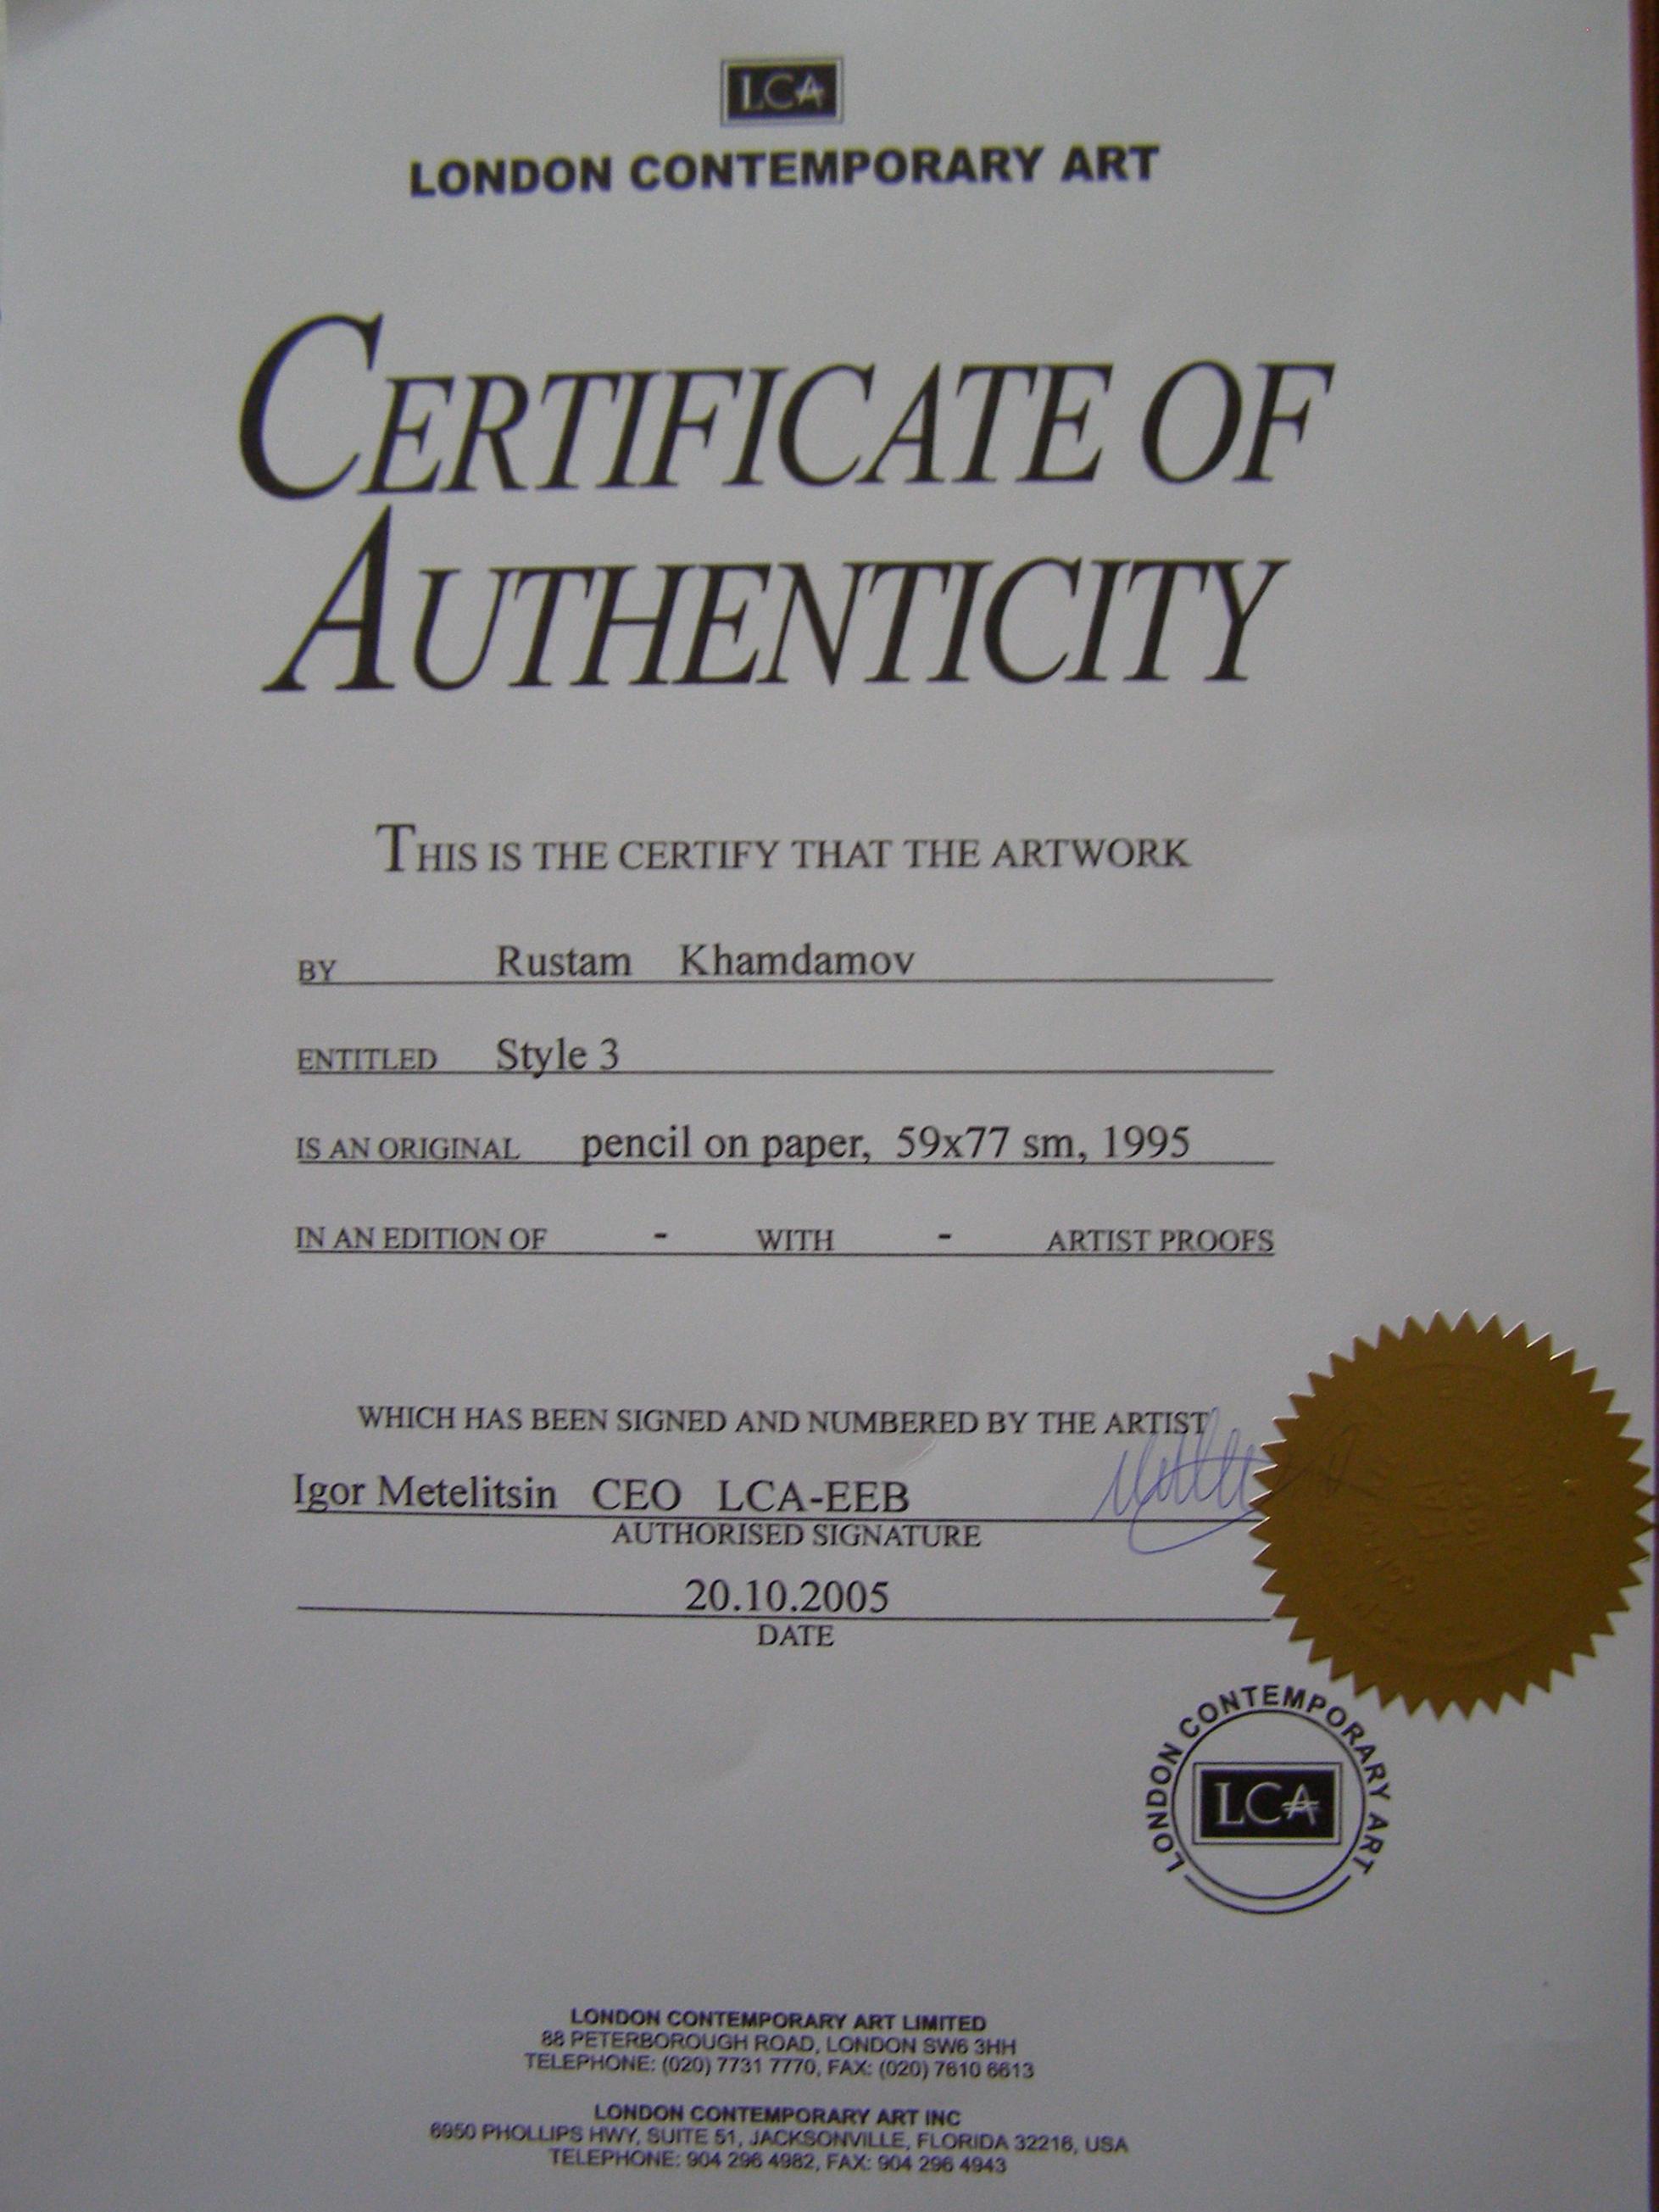 LCA
LONDON CONTEMPORARY ART
CERTIFICATE OF
AUTHENTICITY
THIS IS THE CERTIFY THAT THE ARTWORK
BY Rustam Khamdamov
ENTITLED Style 3
IS AN ORIGINAL pencil on paper, 59x77 sm, 1995
IN AN EDITION OF - WITH - ARTIST PROOFS
WHICH HAS BEEN SIGNED AND NUMBERED BY THE ARTIST
Igor Metelitsin CEO LCA-EEB
AUTHORISED SIGNATURE
20.10.2005
DATE
LONDON CONTEMPORARY ART
LCA
LONDON CONTEMPORARY ART LIMITED
88 PETERBOROUGH ROAD, LONDON SW6 3HH
TELEPHONE: (020) 7731 7770, FAX: (020) 7610 6613
LONDON CONTEMPORARY ART INC
6950 PHOLLIPS HWY, SUITE 51, JACKSONVILLE, FLORIDA 32216, USA
TELEPHONE: 904 296 4982, FAX: 904 296 4943